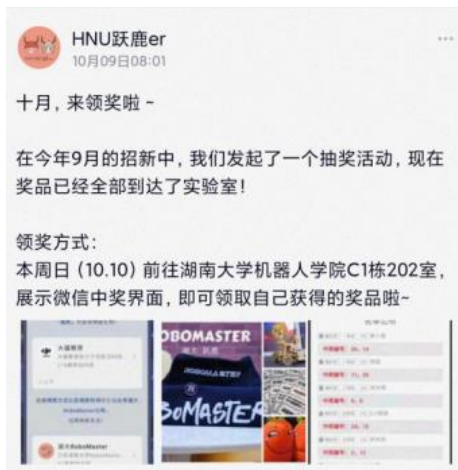 HNU跃鹿er
10月09日08:01
十月，来领奖啦~
在今年9月的招新中，我们发起了一个抽奖活动，现在
奖品已经全部到达了实验室！
领奖方式：
本周日（10.10）前往湖南大学机器人学院C1栋202室，
展示微信中奖界面，即可领取自己获得的奖品啦~
OBOMASTER
ROBOMASTER
BOMASTER